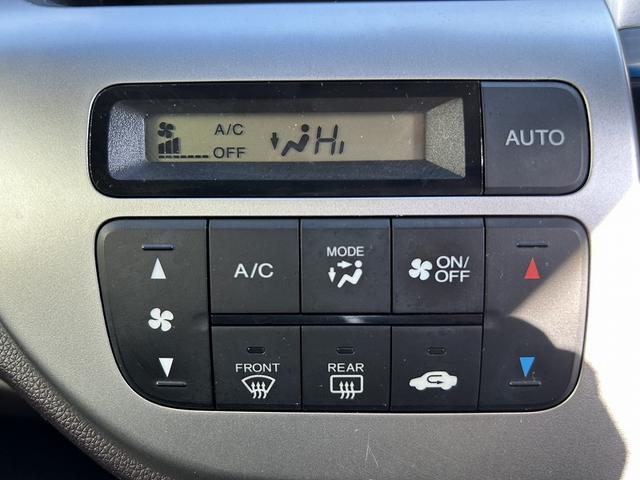 A/C
OFF
Hi
AUTO
A/C
MODE
ON/
OFF
FRONT
REAR